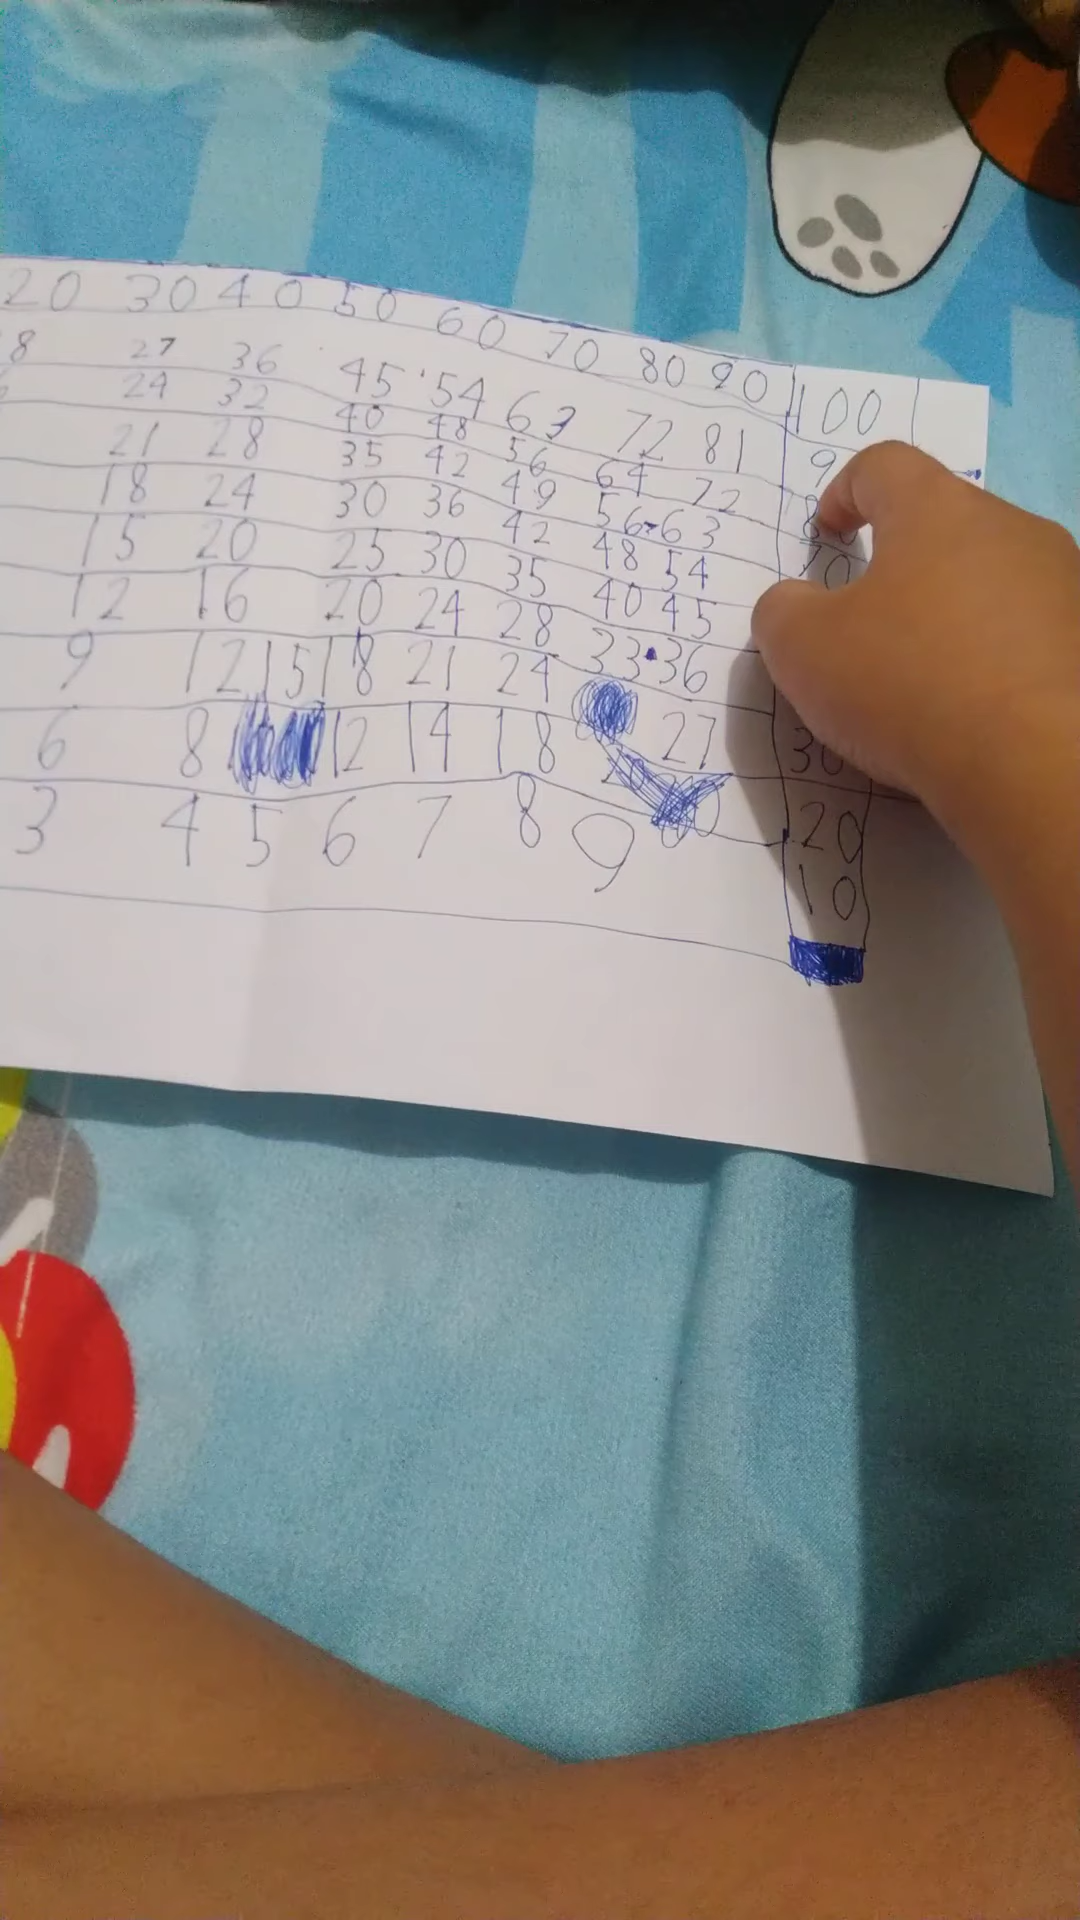 20 30 40 50 60 70 80 90 100
8 27 36 45 54 63 72 81 9
24 32 40 48 56 64 72 8
21 28 35 42 49 56 63 70
18 24 30 36 42 48 54
15 20 25 30 35 40 45
12 16 20 24 28 33 36
9 12 15 18 21 24 27 30
6 8 12 14 18 20
3 4 5 6 7 8 9 10